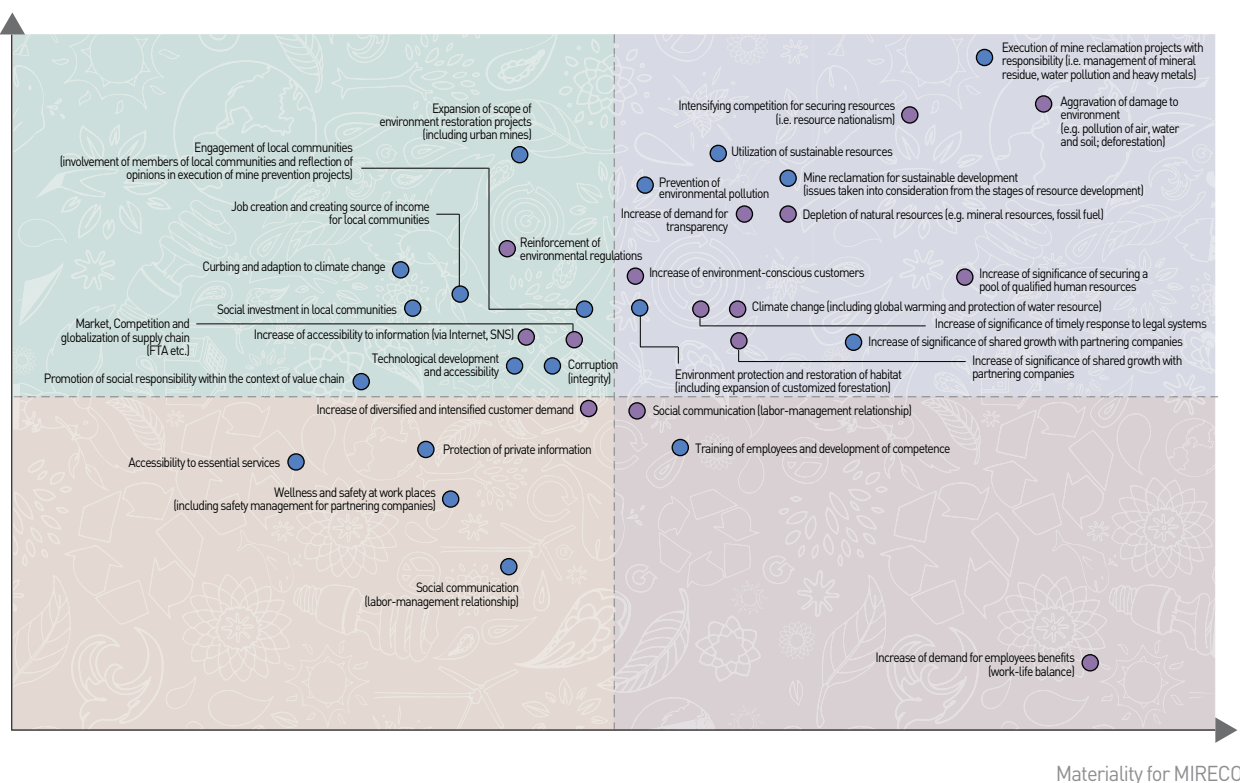 Execution of mine reclamation projects with
responsibility (i.e. management of mineral
residue, water pollution and heavy metals)
Expansion of scope of
environment restoration projects
(including urban mines)
Intensifying competition for securing resources
(i.e. resource nationalism)
Aggravation of damage to
environment
(e.g. pollution of air, water
and soil; deforestation)
Engagement of local communities
(involvement of members of local communities and reflection of
opinions in execution of mine prevention projects)
Utilization of sustainable resources
Prevention of
environmental pollution
Mine reclamation for sustainable development
(issues taken into consideration from the stages of resource development)
Job creation and creating source of income
for local communities
Increase of demand for
transparency
Depletion of natural resources (e.g. mineral resources, fossil fuel)
Reinforcement of
environmental regulations
Curbing and adaption to climate change
Increase of environment-conscious customers
Increase of significance of securing a
pool of qualified human resources
Social investment in local communities
Climate change (including global warming and protection of water resource)
Market, Competition and
globalization of supply chain
(FTA etc.)
Increase of accessibility to information (via Internet, SNS)
Increase of significance of timely response to legal systems
Increase of significance of shared growth with partnering companies
Technological development
and accessibility
Corruption
(integrity)
Increase of significance of shared growth with
partnering companies
Environment protection and restoration of habitat
(including expansion of customized forestation)
Promotion of social responsibility within the context of value chain
Increase of diversified and intensified customer demand
Social communication (labor-management relationship)
Protection of private information
Training of employees and development of competence
Accessibility to essential services
Wellness and safety at work places
(including safety management for partnering companies)
Social communication
(labor-management relationship)
Increase of demand for employees benefits
(work-life balance)
Materiality for MIRECO